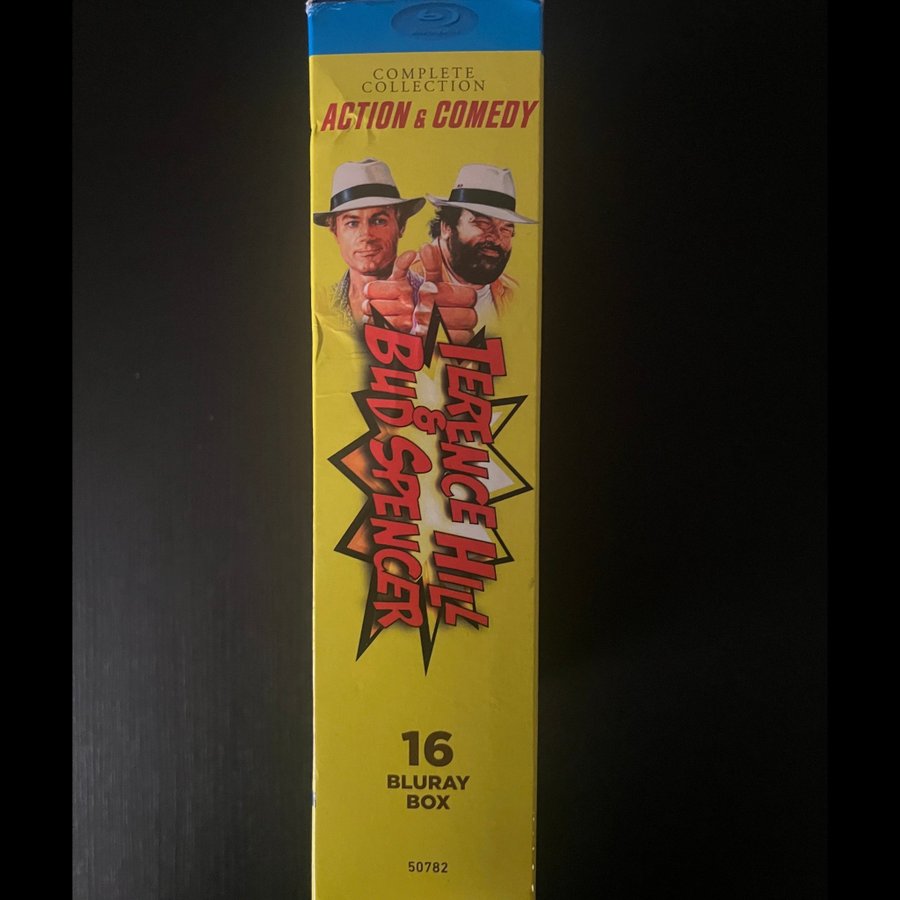 COMPLETE
COLLECTION
ACTION & COMEDY
TERENCE HILL
&
BUD SPENCER
16
BLURAY
BOX
50782